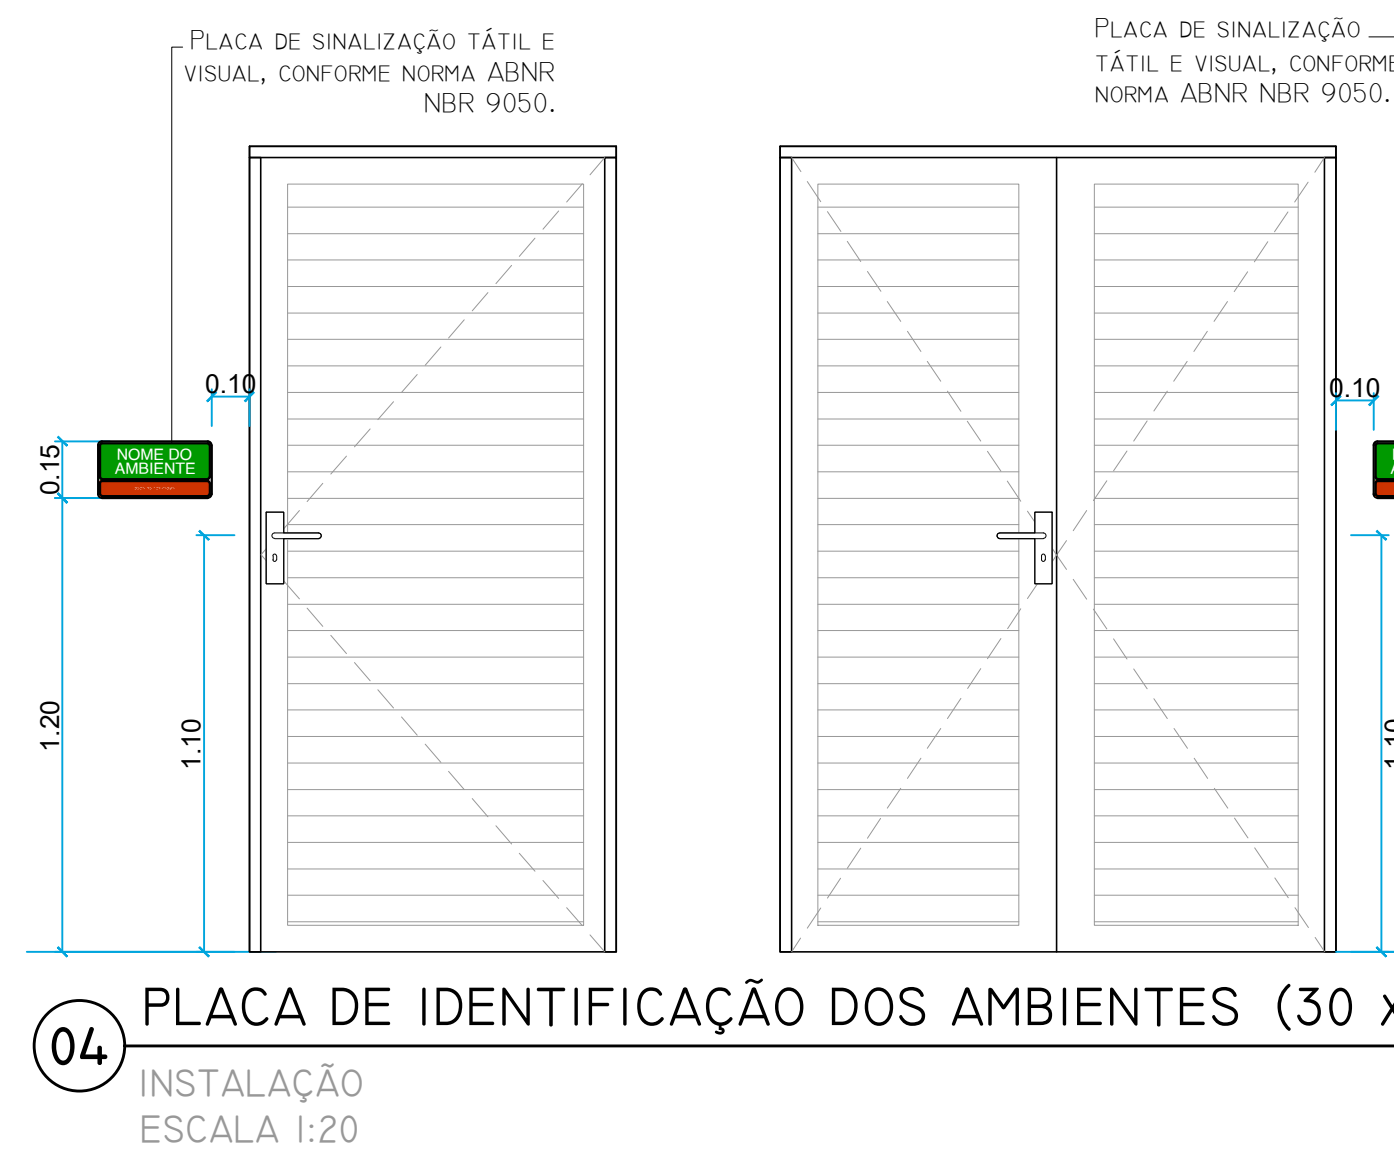 PLACA DE SINALIZAÇÃO TÁTIL E
VISUAL, CONFORME NORMA ABNR
NBR 9050.
PLACA DE SINALIZAÇÃO
TÁTIL E VISUAL, CONFORME
NORMA ABNR NBR 9050.
0.10
0.10
0.15
NOME DO
AMBIENTE
1.20
1.10
1.10
04
PLACA DE IDENTIFICAÇÃO DOS AMBIENTES (30 x
INSTALAÇÃO
ESCALA 1:20